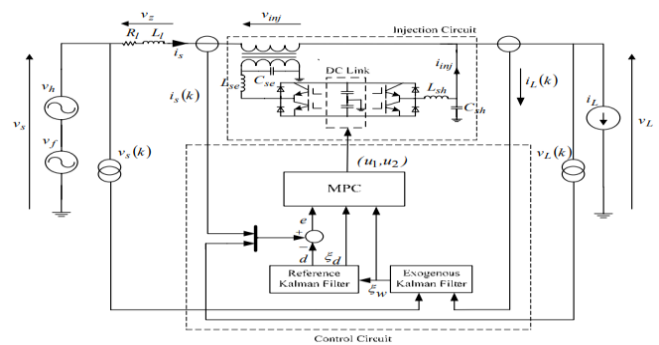 v_z
v_inj
R_l L_l
i_s
Injection Circuit
v_h
v_f
v_s
i_s(k)
v_s(k)
L_se
C_se
DC Link
L_sh
C_sh
i_inj
i_L(k)
i_L
v_L
v_L(k)
(u_1,u_2)
MPC
e
+
−
d
ξ_d
ξ_w
Reference
Kalman Filter
Exogenous
Kalman Filter
Control Circuit